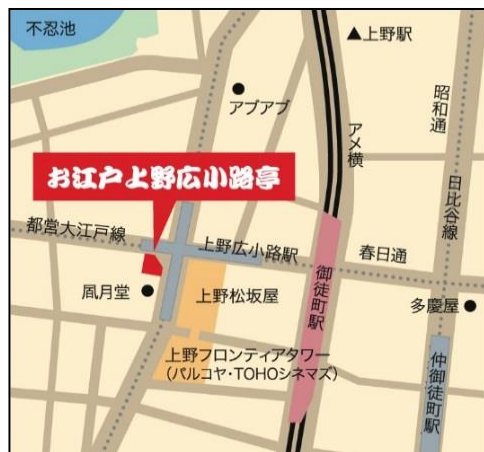 不忍池
▲上野駅
アブアブ
昭和通
アメ横
お江戸上野広小路亭
日比谷線
都営大江戸線
上野広小路駅
春日通
凮月堂
上野松坂屋
御徒町駅
多慶屋
上野フロンティアタワー
（パルコヤ・TOHOシネマズ）
仲御徒町駅